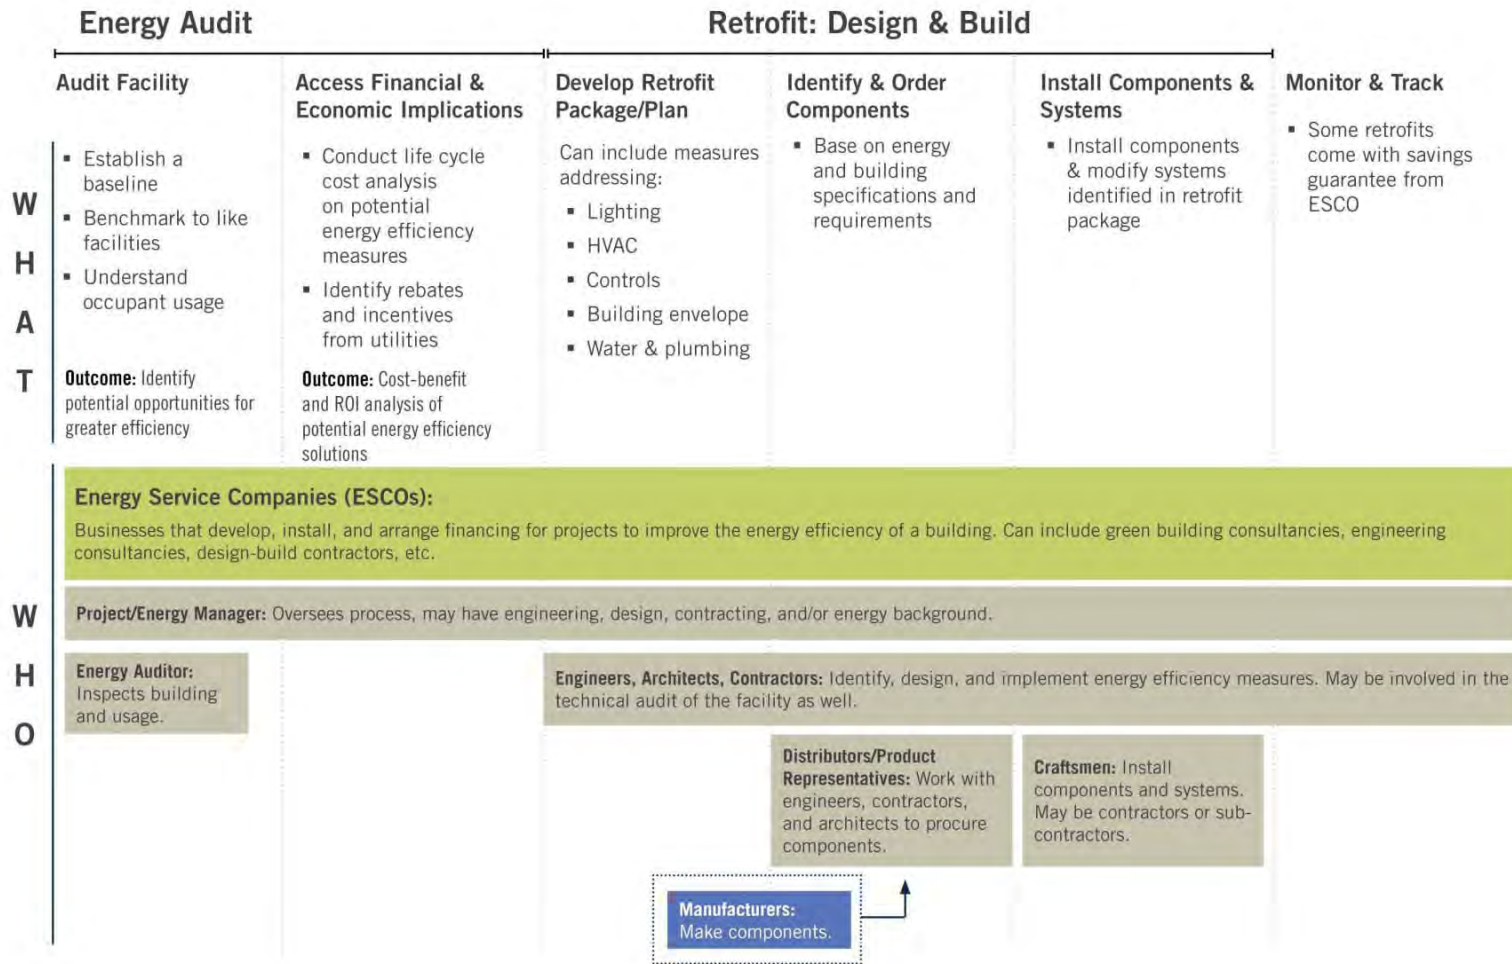 Energy Audit
Retrofit: Design & Build
Audit Facility
Access Financial &
Economic Implications
Develop Retrofit
Package/Plan
Identify & Order
Components
Install Components &
Systems
Monitor & Track
W
H
A
T
▪ Establish a
baseline
▪ Benchmark to like
facilities
▪ Understand
occupant usage
Outcome: Identify
potential opportunities for
greater efficiency
▪ Conduct life cycle
cost analysis
on potential
energy efficiency
measures
▪ Identify rebates
and incentives
from utilities
Outcome: Cost-benefit
and ROI analysis of
potential energy efficiency
solutions
Can include measures
addressing:
▪ Lighting
▪ HVAC
▪ Controls
▪ Building envelope
▪ Water & plumbing
▪ Base on energy
and building
specifications and
requirements
▪ Install components
& modify systems
identified in retrofit
package
▪ Some retrofits
come with savings
guarantee from
ESCO
W
H
O
Energy Service Companies (ESCOs):
Businesses that develop, install, and arrange financing for projects to improve the energy efficiency of a building. Can include green building consultancies, engineering
consultancies, design-build contractors, etc.
Project/Energy Manager: Oversees process, may have engineering, design, contracting, and/or energy background.
Energy Auditor:
Inspects building
and usage.
Engineers, Architects, Contractors: Identify, design, and implement energy efficiency measures. May be involved in the
technical audit of the facility as well.
Distributors/Product
Representatives: Work with
engineers, contractors,
and architects to procure
components.
Craftsmen: Install
components and systems.
May be contractors or sub-
contractors.
Manufacturers:
Make components.